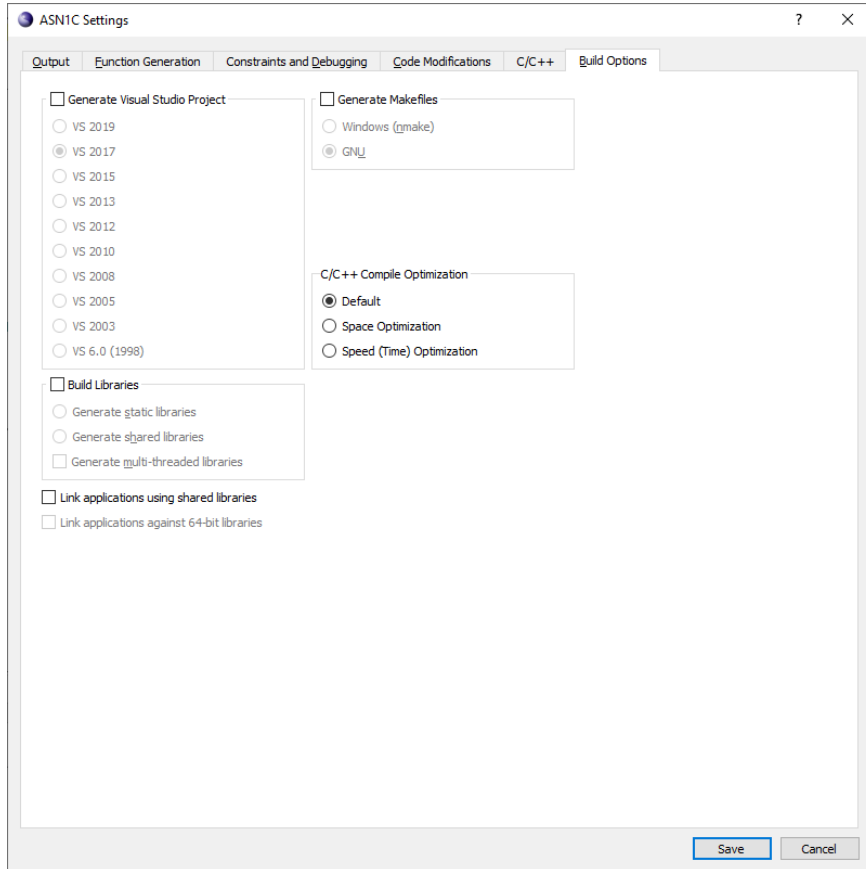 ASN1C Settings
?
Output Function Generation Constraints and Debugging Code Modifications C/C++ Build Options
Generate Visual Studio Project
VS 2019
VS 2017
VS 2015
VS 2013
VS 2012
VS 2010
VS 2008
VS 2005
VS 2003
VS 6.0 (1998)
Generate Makefiles
Windows (nmake)
GNU
C/C++ Compile Optimization
Default
Space Optimization
Speed (Time) Optimization
Build Libraries
Generate static libraries
Generate shared libraries
Generate multi-threaded libraries
Link applications using shared libraries
Link applications against 64-bit libraries
Save Cancel